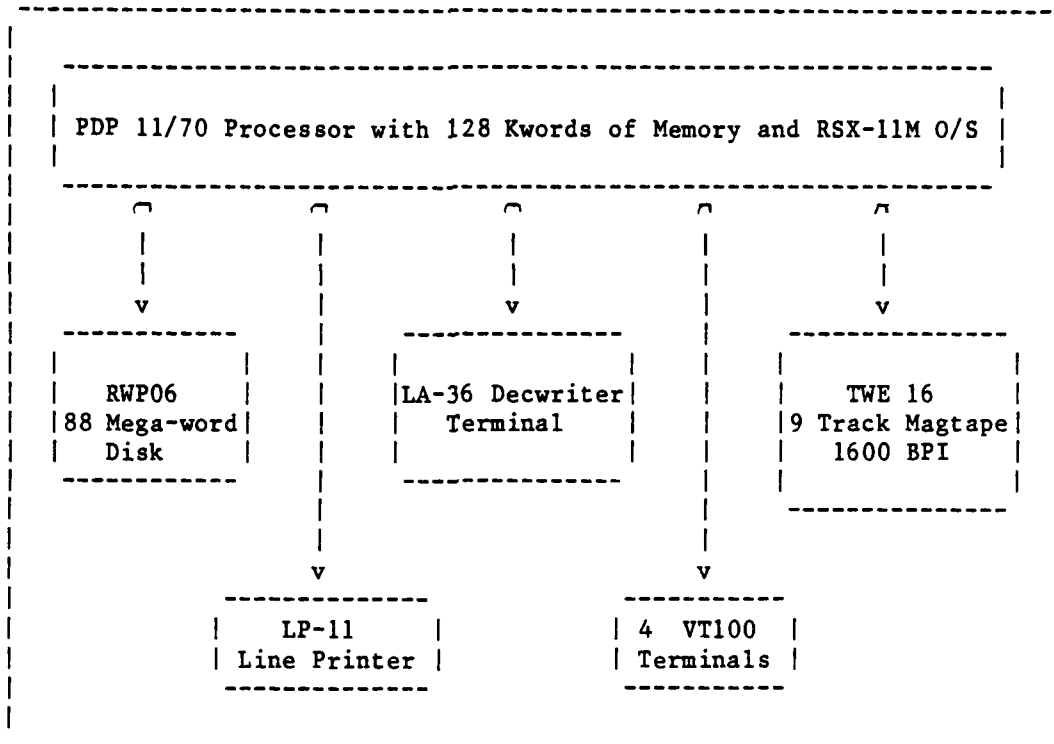 PDP 11/70 Processor with 128 Kwords of Memory and RSX-11M O/S
RWP06
88 Mega-word
Disk
LA-36 Decwriter
Terminal
TWE 16
9 Track Magtape
1600 BPI
LP-11
Line Printer
4 VT100
Terminals